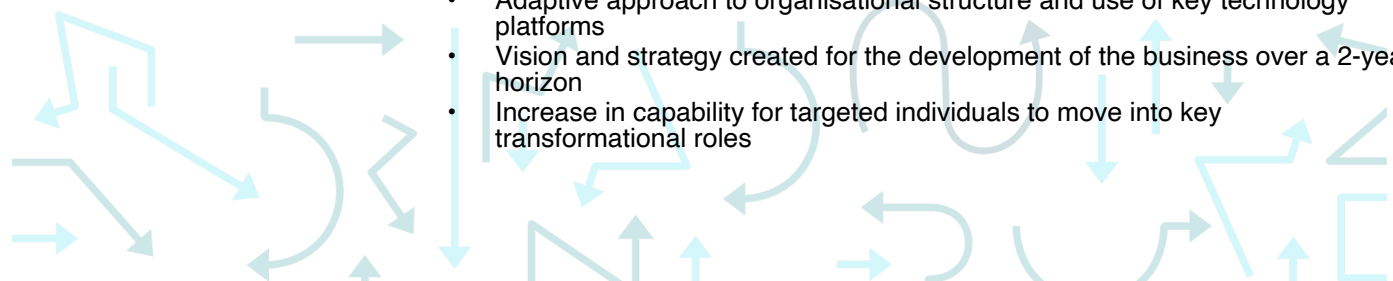 • Adaptive approach to organisational structure and use of key technology
platforms
• Vision and strategy created for the development of the business over a 2-yea
horizon
• Increase in capability for targeted individuals to move into key
transformational roles